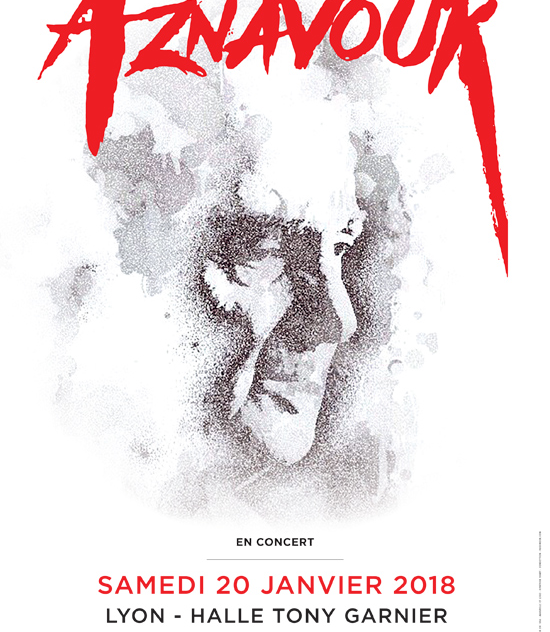 AZNAVOUR
EN CONCERT
SAMEDI 20 JANVIER 2018
LYON - HALLE TONY GARNIER